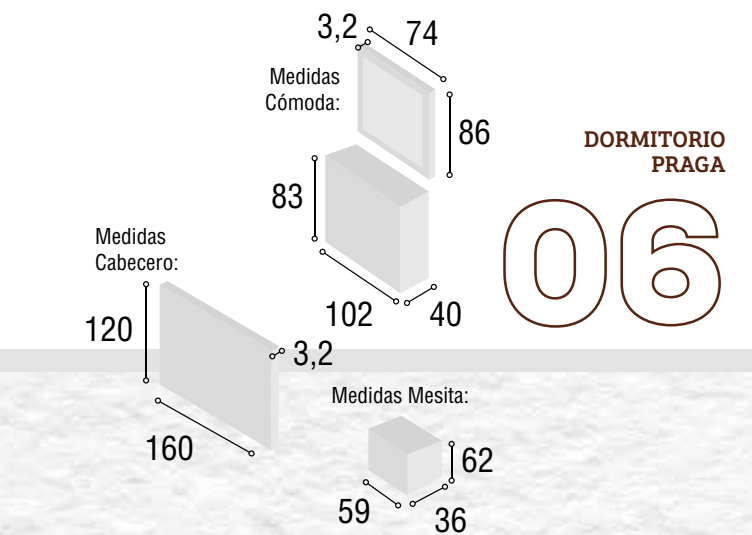 3,2
74
Medidas
Cómoda:
86
DORMITORIO
PRAGA
06
83
102
40
Medidas
Cabecero:
120
3,2
160
Medidas Mesita:
62
59
36